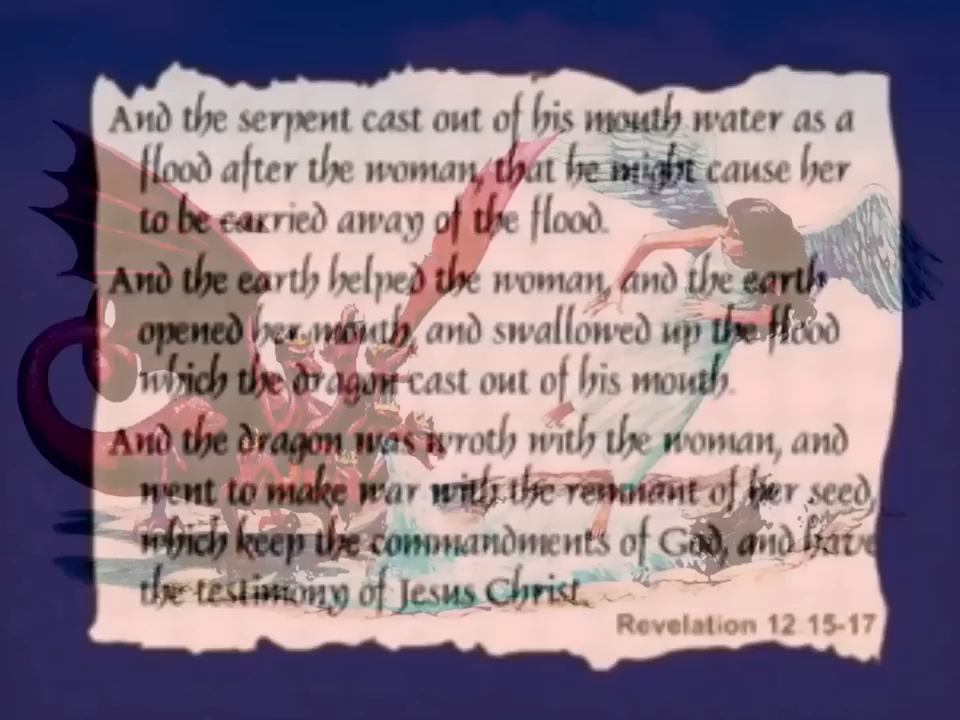 And the serpent cast out of his mouth water as a
flood after the woman, that he might cause her
to be carried away of the flood.
And the earth helped the woman, and the earth
opened her mouth, and swallowed up the flood
which the dragon cast out of his mouth.
And the dragon was wroth with the woman, and
went to make war with the remnant of her seed,
which keep the commandments of God, and have
the testimony of Jesus Christ.
Revelation 12:15-17